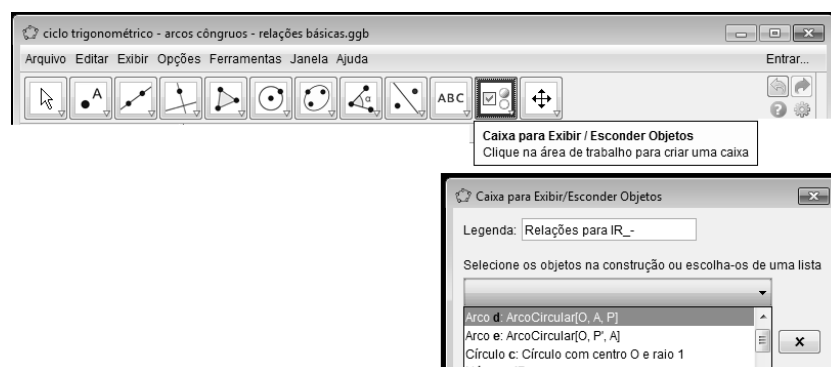 ciclo trigonométrico - arcos côngruos - relações básicas.ggb
Arquivo Editar Exibir Opções Ferramentas Janela Ajuda Entrar...
A α ABC
Caixa para Exibir / Esconder Objetos
Clique na área de trabalho para criar uma caixa
Caixa para Exibir/Esconder Objetos
Legenda: Relações para IR_-
Selecione os objetos na construção ou escolha-os de uma lista
Arco d: ArcoCircular[O, A, P]
Arco e: ArcoCircular[O, P', A]
Círculo c: Círculo com centro O e raio 1